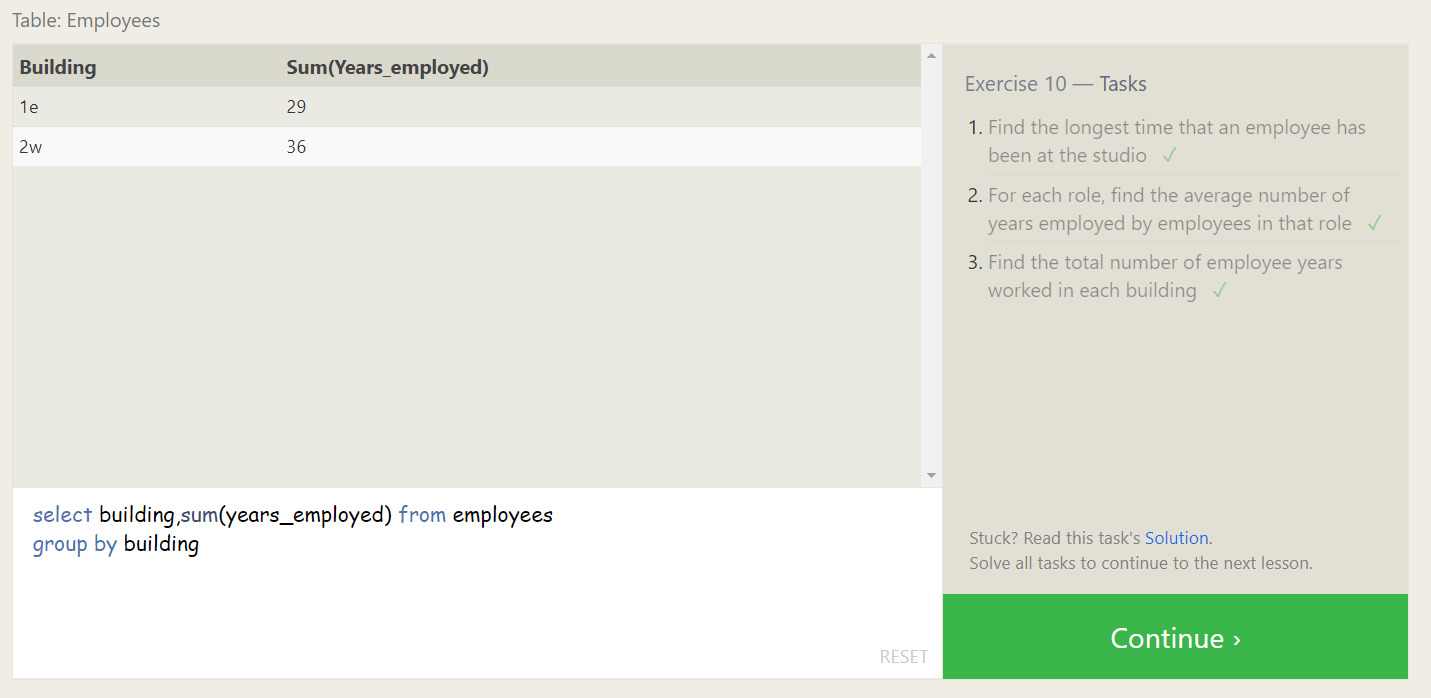 Table: Employees
Building Sum(Years_employed)
1e 29
2w 36
select building,sum(years_employed) from employees
group by building
RESET
Exercise 10 — Tasks
1. Find the longest time that an employee has
been at the studio ✓
2. For each role, find the average number of
years employed by employees in that role ✓
3. Find the total number of employee years
worked in each building ✓
Stuck? Read this task's Solution.
Solve all tasks to continue to the next lesson.
Continue ›